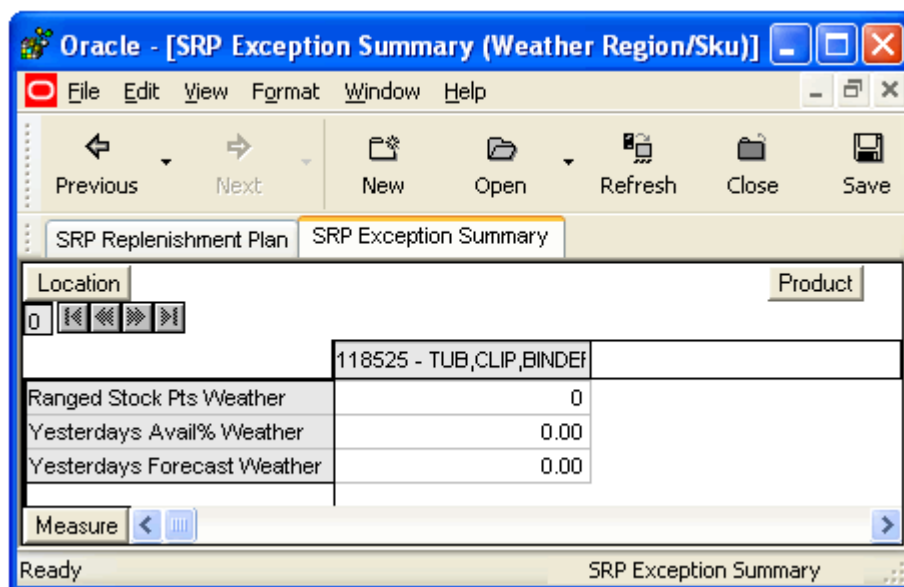 Oracle - [SRP Exception Summary (Weather Region/Sku)]
File Edit View Format Window Help
Previous Next New Open Refresh Close Save
SRP Replenishment Plan SRP Exception Summary
Location Product
0
118525 - TUB,CLIP,BINDER
Ranged Stock Pts Weather 0
Yesterdays Avail% Weather 0.00
Yesterdays Forecast Weather 0.00
Measure
Ready SRP Exception Summary